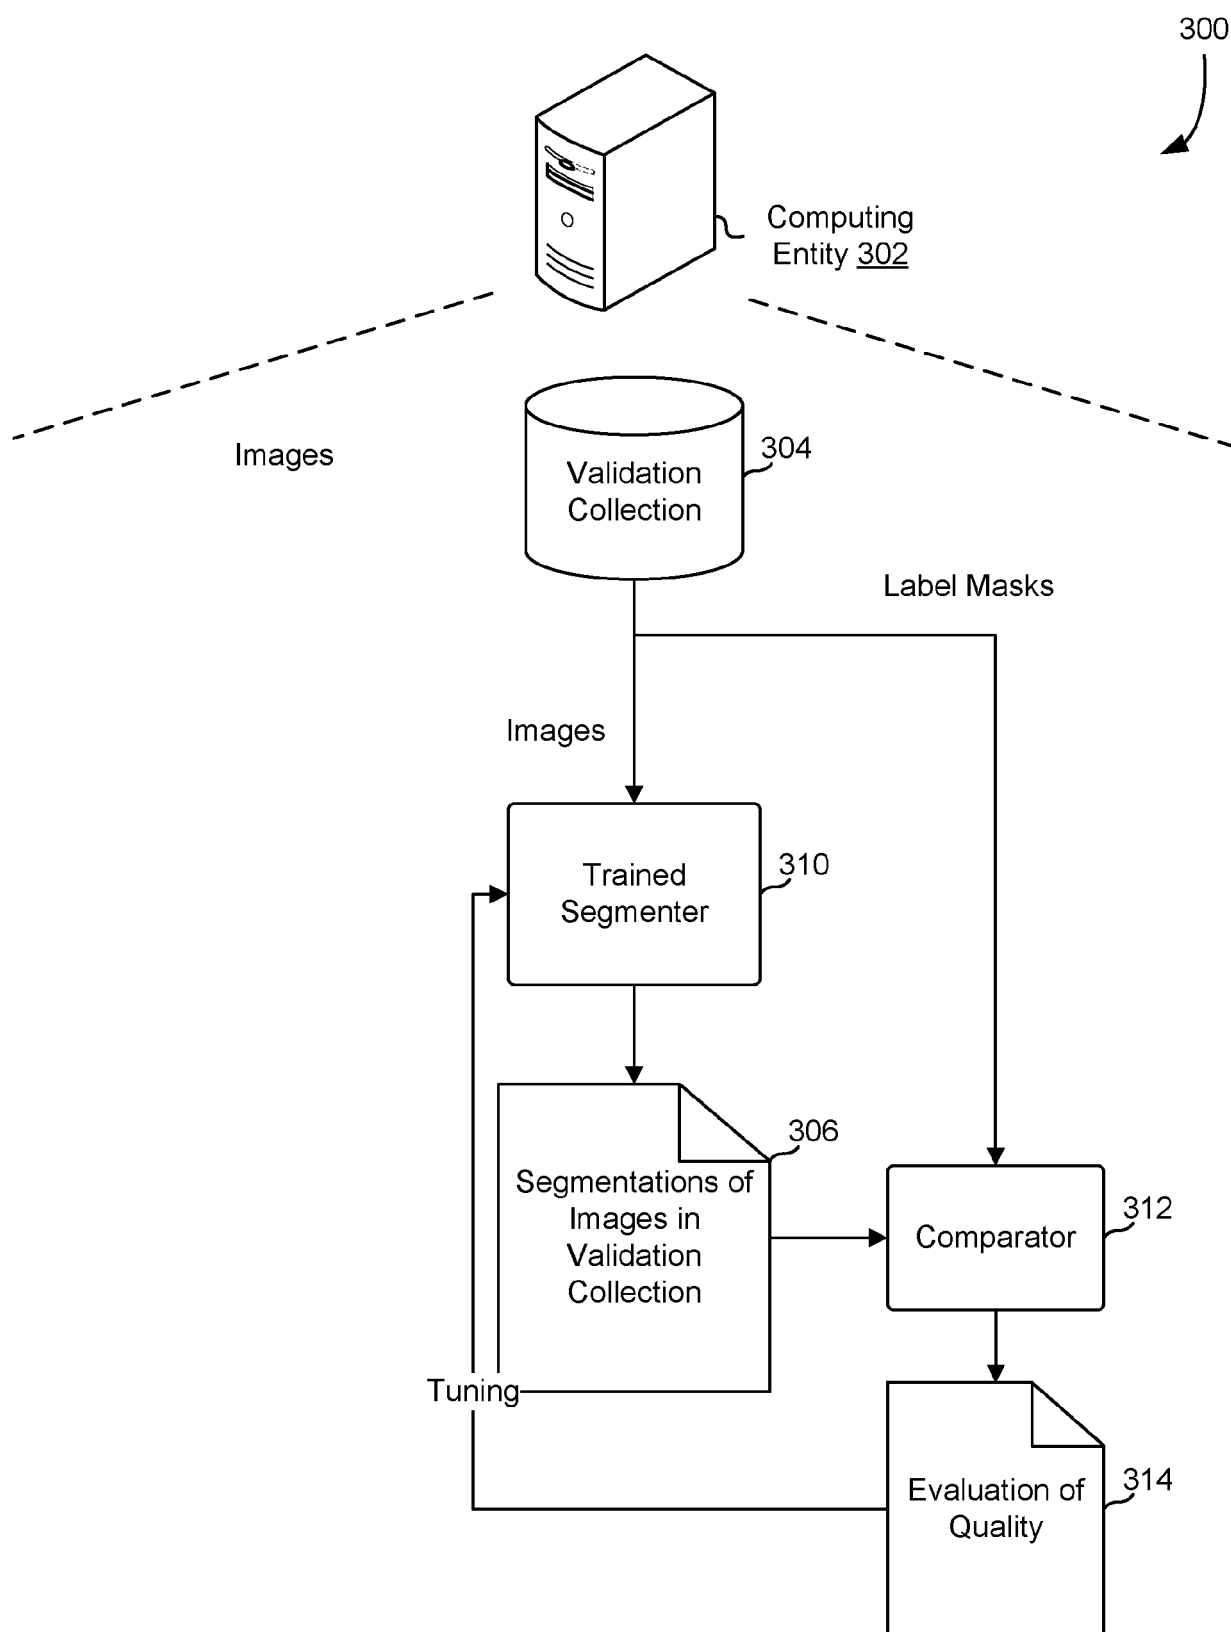 300
Computing
Entity 302
Images
Validation
Collection
304
Label Masks
Images
Trained
Segmenter
310
306
Segmentations of
Images in
Validation
Collection
312
Comparator
Tuning
314
Evaluation of
Quality